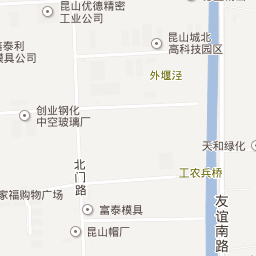 昆山优德精密
工业公司
昆山城北
高科技园区
鑫泰利
模具公司
外堰泾
创业钢化
中空玻璃厂
天和绿化
北门路
工农兵桥
家福购物广场
富泰模具
昆山帽厂
友谊南路